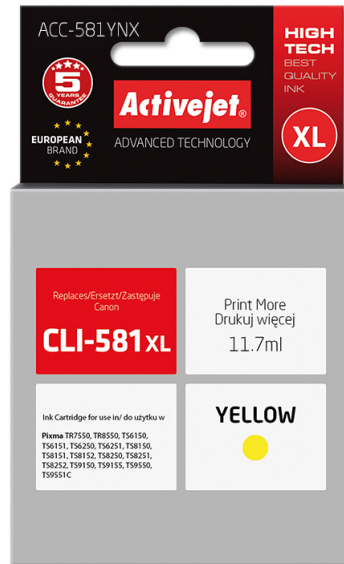 ACC-581YNX
HIGH
TECH
BEST
QUALITY
INK
5
YEARS
GUARANTEE
Activejet®
EUROPEAN
BRAND
ADVANCED TECHNOLOGY
XL
Replaces/Ersetzt/Zastępuje
Canon
CLI-581XL
Print More
Drukuj więcej
11.7ml
Ink Cartridge for use in/ do użytku w
Pixma TR7550, TR8550, TS6150,
TS6151, TS6250, TS6251, TS8150,
TS8151, TS8152, TS8250, TS8251,
TS8252, TS9150, TS9155, TS9550,
TS9551C
YELLOW